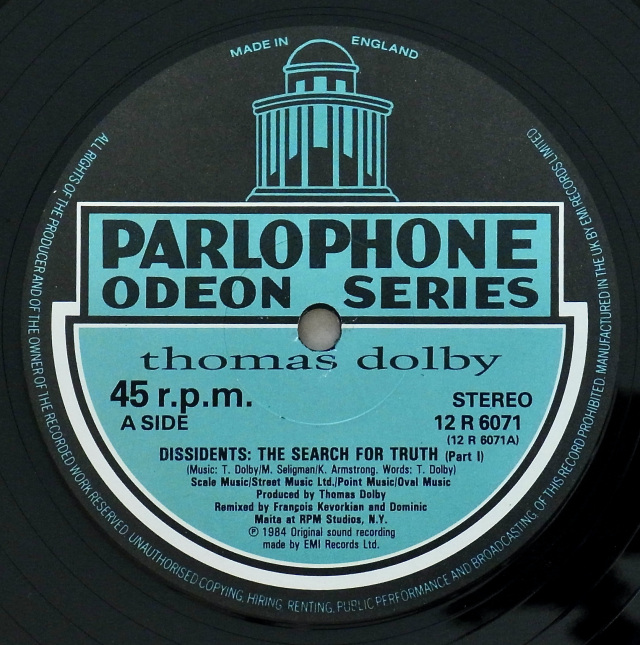 MADE IN ENGLAND
PARLOPHONE
ODEON SERIES
thomas dolby
45 r.p.m.
A SIDE
STEREO
12 R 6071
(12 R 6071A)
DISSIDENTS: THE SEARCH FOR TRUTH (Part I)
(Music: T. Dolby/M. Seligman/K. Armstrong. Words: T. Dolby)
Scale Music/Street Music Ltd./Point Music/Oval Music
Produced by Thomas Dolby
Remixed by François Kevorkian and Dominic
Maita at RPM Studios, N.Y.
℗ 1984 Original sound recording
made by EMI Records Ltd.
ALL RIGHTS OF THE PRODUCER AND OF THE OWNER OF THE RECORDED WORK RESERVED. UNAUTHORISED COPYING, HIRING, RENTING, PUBLIC PERFORMANCE AND BROADCASTING OF THIS RECORD PROHIBITED. MANUFACTURED IN THE UK BY EMI RECORDS LIMITED